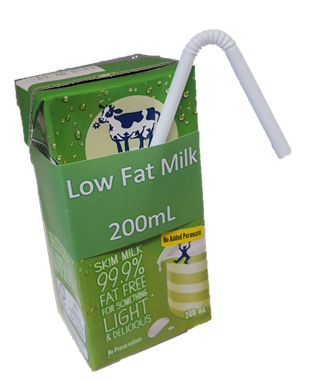 Low Fat Milk
200mL
No Added Permeate
SKIM MILK
99.9%
FAT FREE
FOR SOMETHING
LIGHT
& DELICIOUS
200 mL
No Preservatives